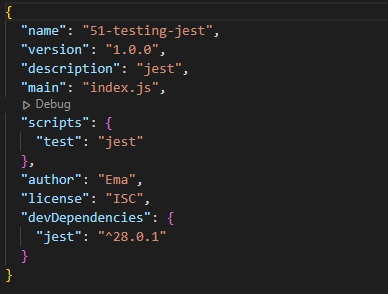 {
"name": "51-testing-jest",
"version": "1.0.0",
"description": "jest",
"main": "index.js",
Debug
"scripts": {
"test": "jest"
},
"author": "Ema",
"license": "ISC",
"devDependencies": {
"jest": "^28.0.1"
}
}